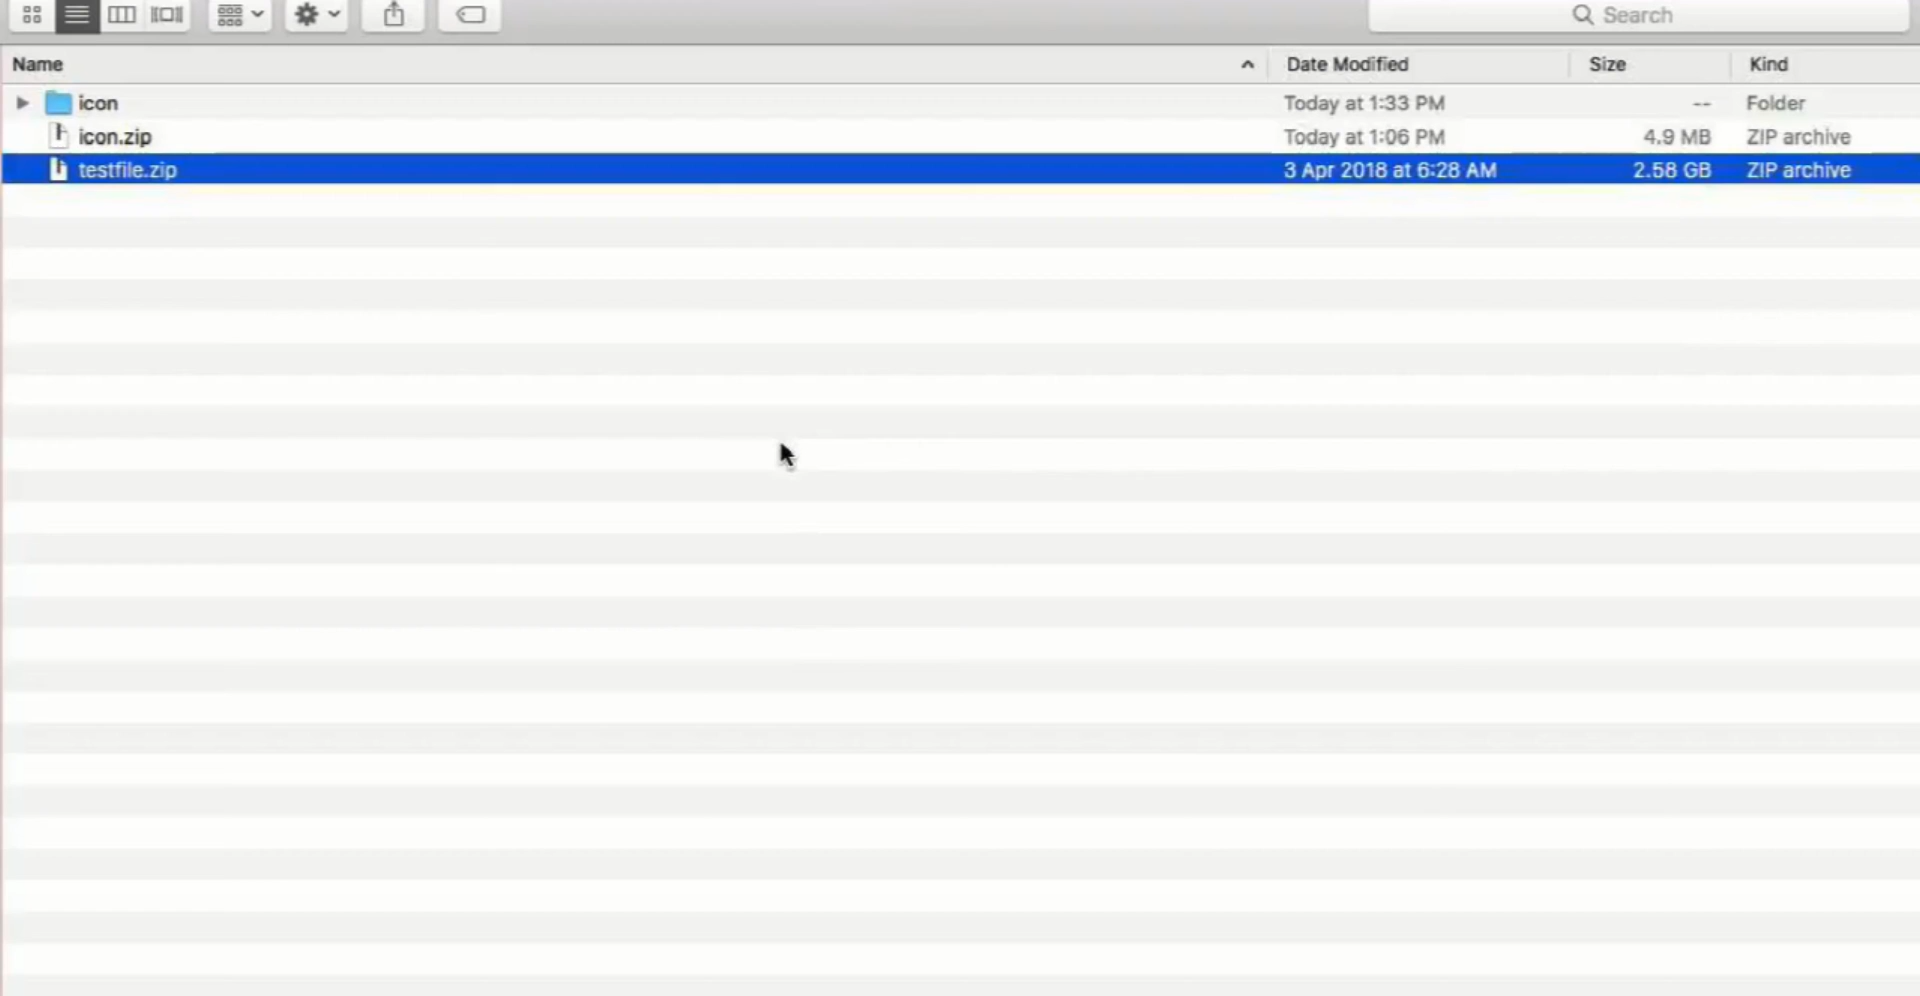 Search
Name Date Modified Size Kind
icon Today at 1:33 PM -- Folder
icon.zip Today at 1:06 PM 4.9 MB ZIP archive
testfile.zip 3 Apr 2018 at 6:28 AM 2.58 GB ZIP archive